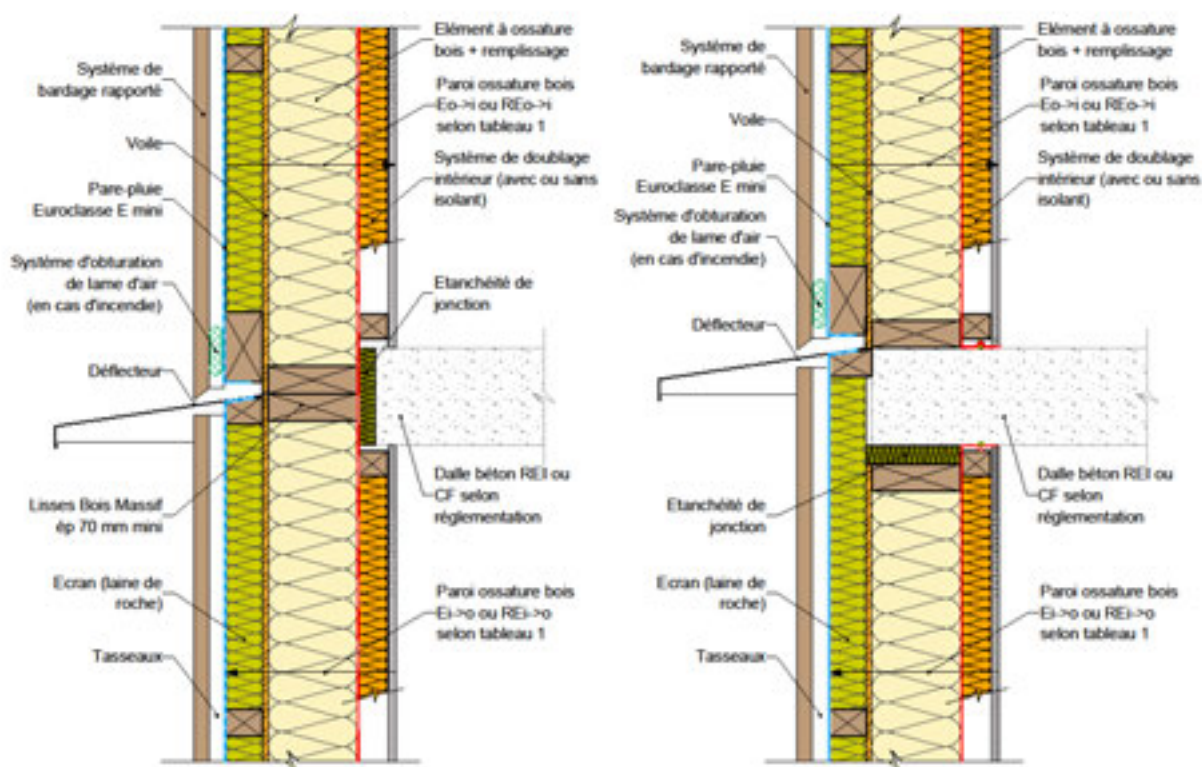 Système de
bardage rapporté
Voile
Pare-pluie
Euroclasse E mini
Système d'obturation
de lame d'air
(en cas d'incendie)
Déflecteur
Lisses Bois Massif
ép 70 mm mini
Ecran (laine de
roche)
Tasseaux
Elément à ossature
bois + remplissage
Paroi ossature bois
Eo->i ou REo->i
selon tableau 1
Système de doublage
intérieur (avec ou sans
isolant)
Etanchéité de
jonction
Dalle béton REI ou
CF selon
réglementation
Paroi ossature bois
Ei->o ou REi->o
selon tableau 1
Système de
bardage rapporté
Voile
Pare-pluie
Euroclasse E mini
Système d'obturation
de lame d'air
(en cas d'incendie)
Déflecteur
Etanchéité de
jonction
Ecran (laine de
roche)
Tasseaux
Elément à ossature
bois + remplissage
Paroi ossature bois
Eo->i ou REo->i
selon tableau 1
Système de doublage
intérieur (avec ou sans
isolant)
Dalle béton REI ou
CF selon
réglementation
Paroi ossature bois
Ei->o ou REi->o
selon tableau 1